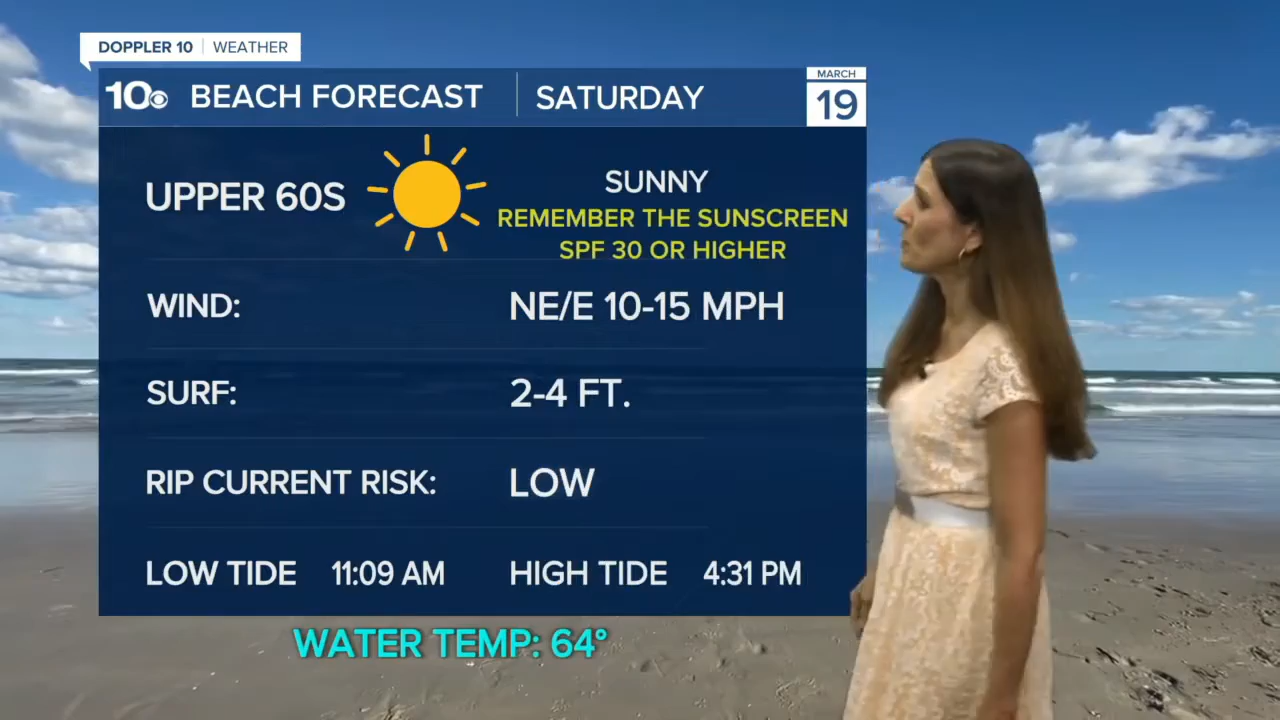 DOPPLER 10 | WEATHER
10 BEACH FORECAST | SATURDAY
MARCH
19
UPPER 60S
SUNNY
REMEMBER THE SUNSCREEN
SPF 30 OR HIGHER
WIND: NE/E 10-15 MPH
SURF: 2-4 FT.
RIP CURRENT RISK: LOW
LOW TIDE 11:09 AM HIGH TIDE 4:31 PM
WATER TEMP: 64°